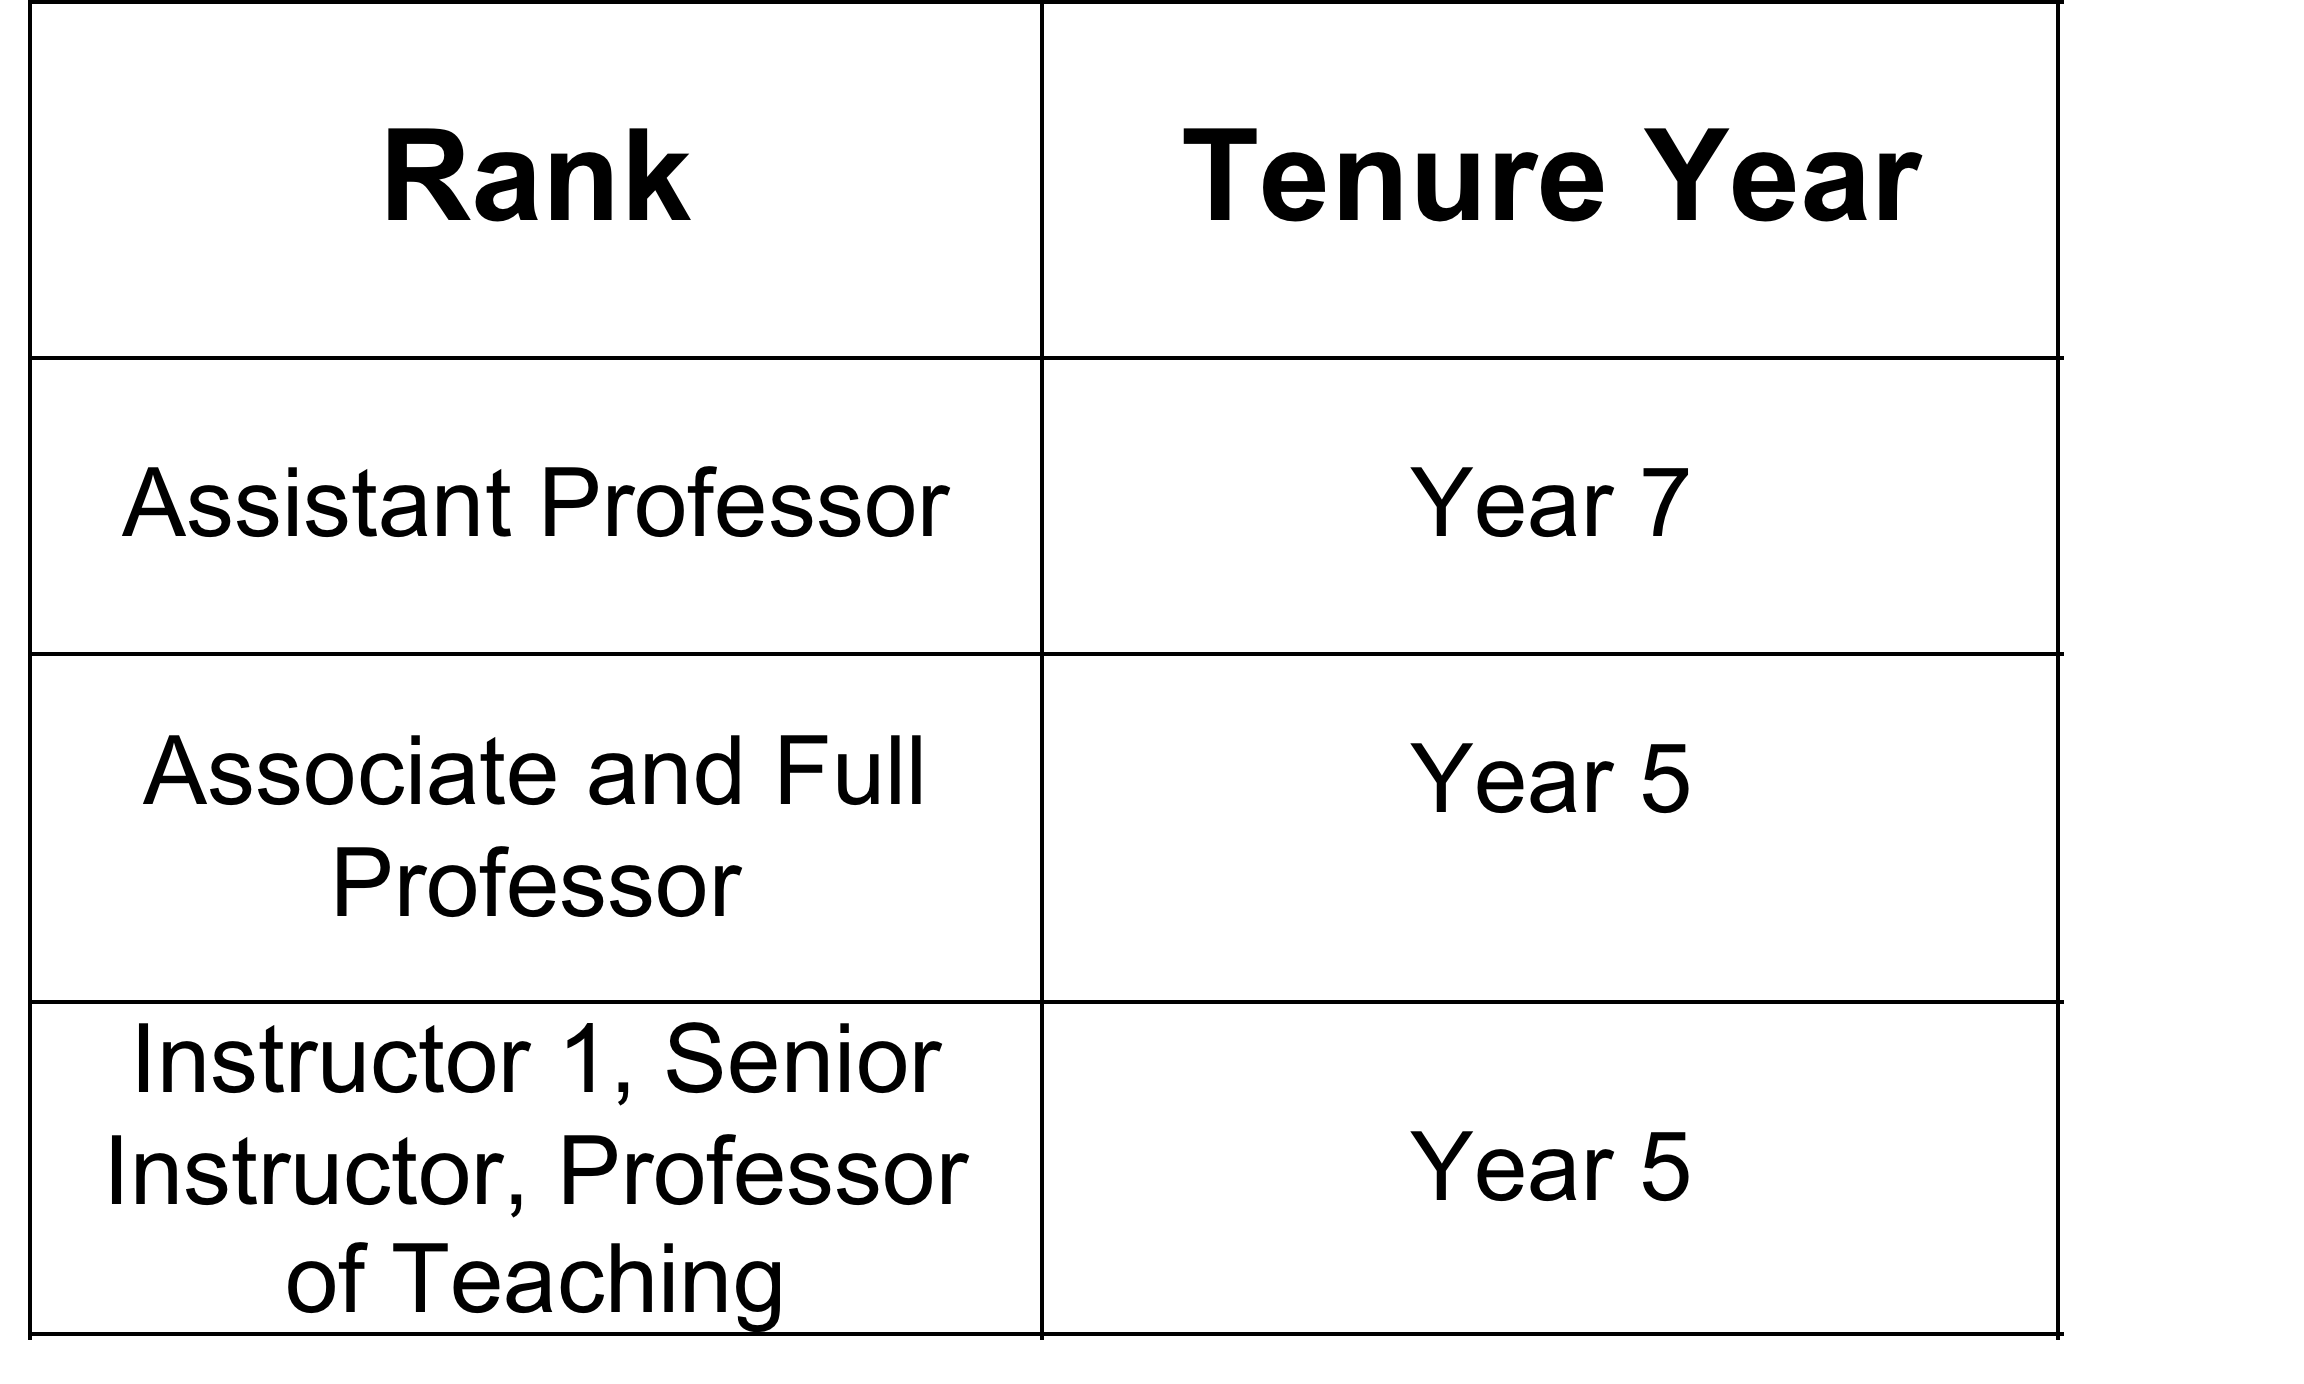 Rank
Tenure Year
Assistant Professor
Year 7
Associate and Full
Professor
Year 5
Instructor 1, Senior
Instructor, Professor
of Teaching
Year 5